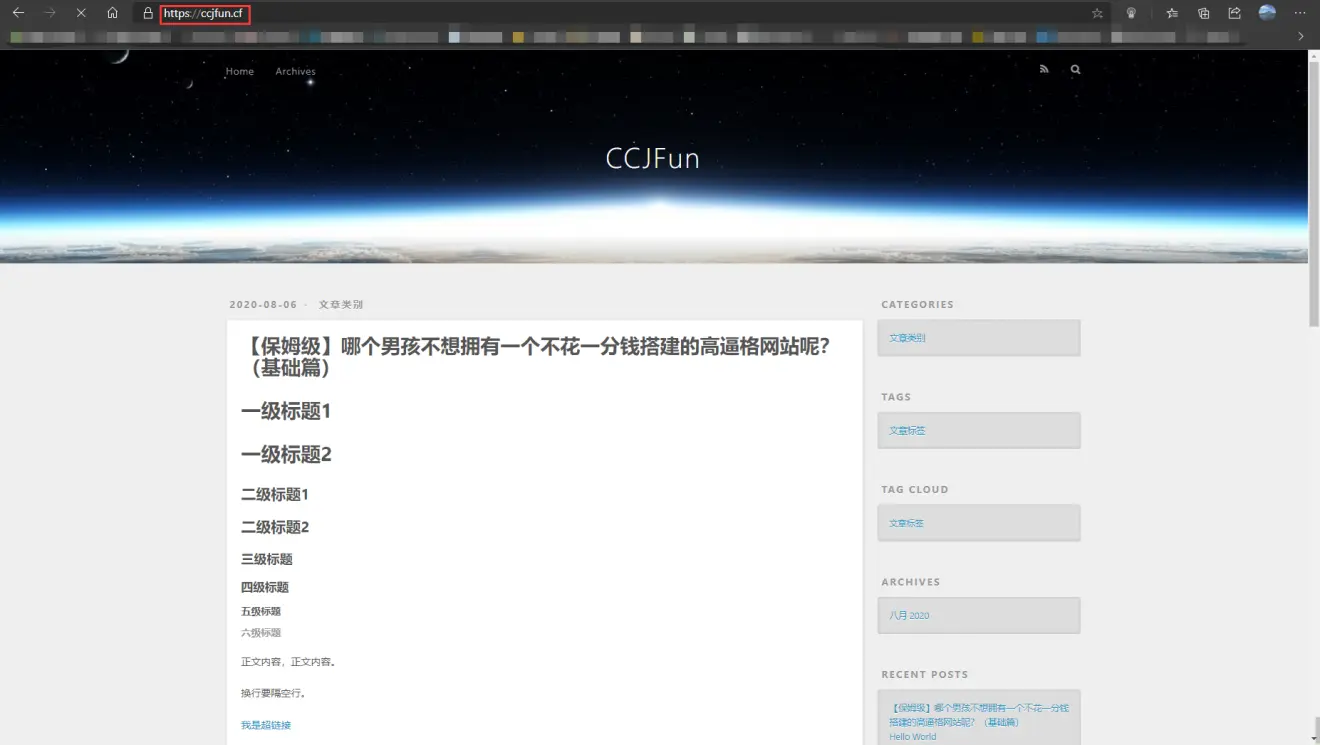 https://ccjfun.cf
Home
Archives
CCJFun
2020-08-06 · 文章类别
【保姆级】哪个男孩不想拥有一个不花一分钱搭建的高逼格网站呢?
（基础篇）
一级标题1
一级标题2
二级标题1
二级标题2
三级标题
四级标题
五级标题
六级标题
正文内容，正文内容。
换行要隔空行。
我是超链接
CATEGORIES
文章类别
TAGS
文章标签
TAG CLOUD
文章标签
ARCHIVES
八月 2020
RECENT POSTS
【保姆级】哪个男孩不想拥有一个不花一分钱
搭建的高逼格网站呢？（基础篇）
Hello World